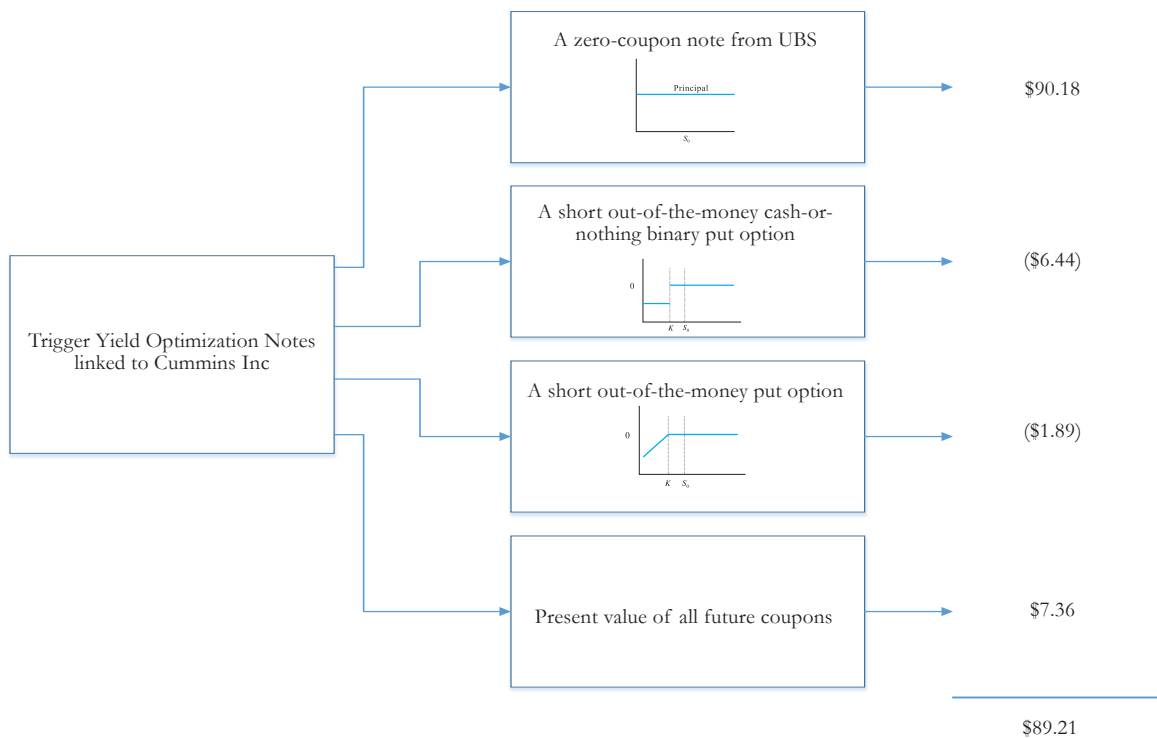 Trigger Yield Optimization Notes
linked to Cummins Inc
A zero-coupon note from UBS
Principal
S0
$90.18
A short out-of-the-money cash-or-
nothing binary put option
0
K S0
($6.44)
A short out-of-the-money put option
0
K S0
($1.89)
Present value of all future coupons
$7.36
$89.21